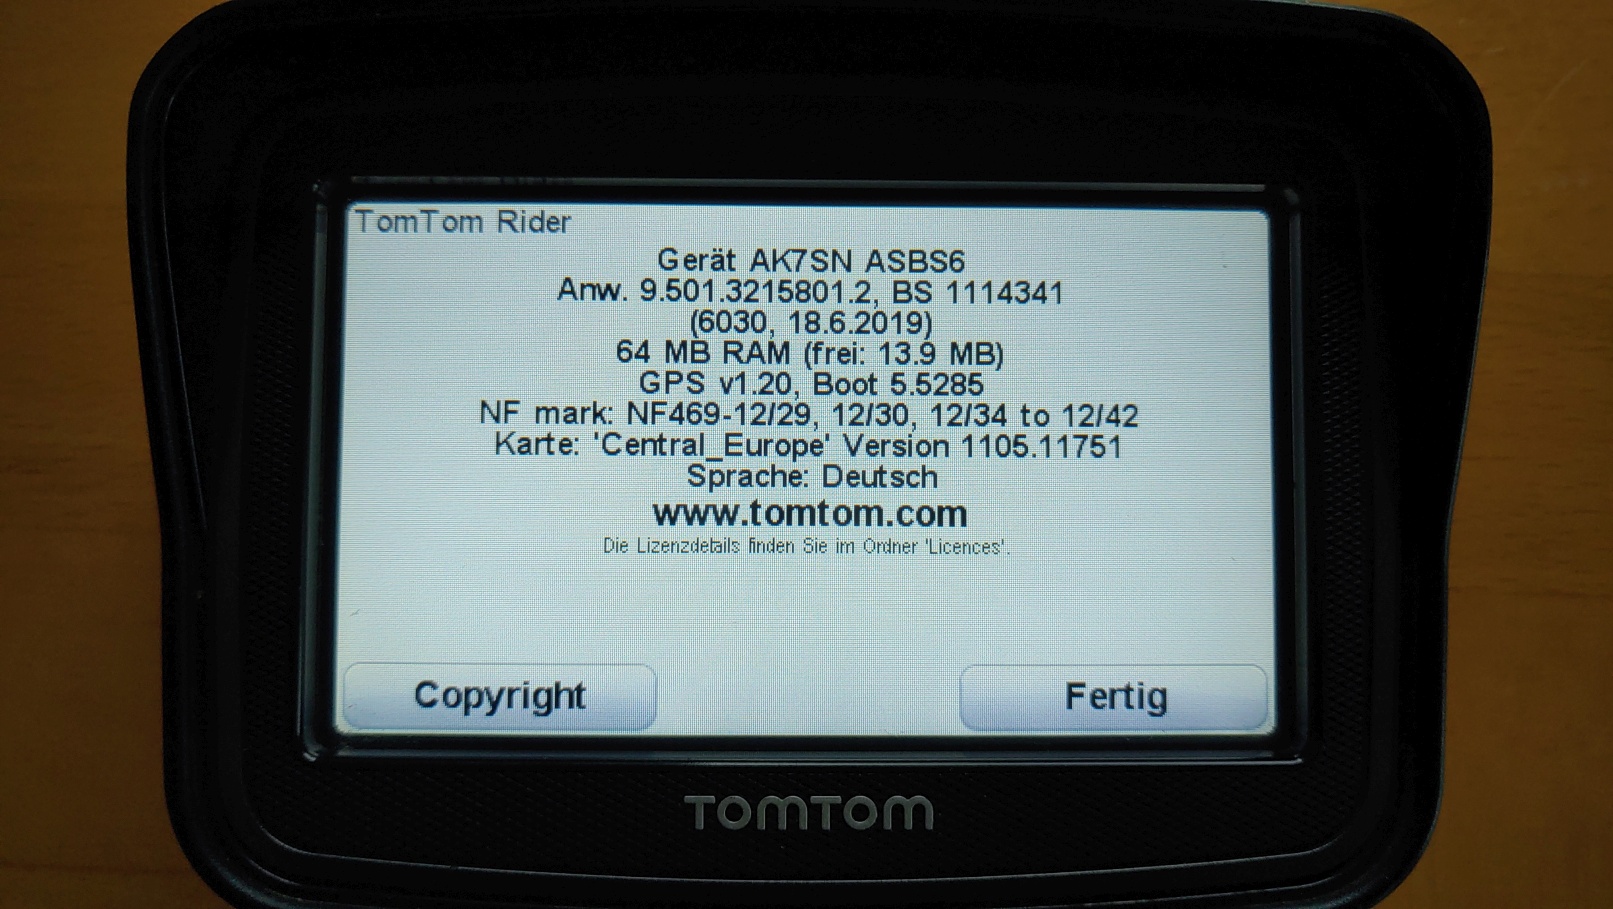 TomTom Rider
Gerät AK7SN ASBS6
Anw. 9.501.3215801.2, BS 1114341
(6030, 18.6.2019)
64 MB RAM (frei: 13.9 MB)
GPS v1.20, Boot 5.5285
NF mark: NF469-12/29, 12/30, 12/34 to 12/42
Karte: 'Central_Europe' Version 1105.11751
Sprache: Deutsch
www.tomtom.com
Die Lizenzdetails finden Sie im Ordner 'Licences'.
Copyright
Fertig
TOMTOM